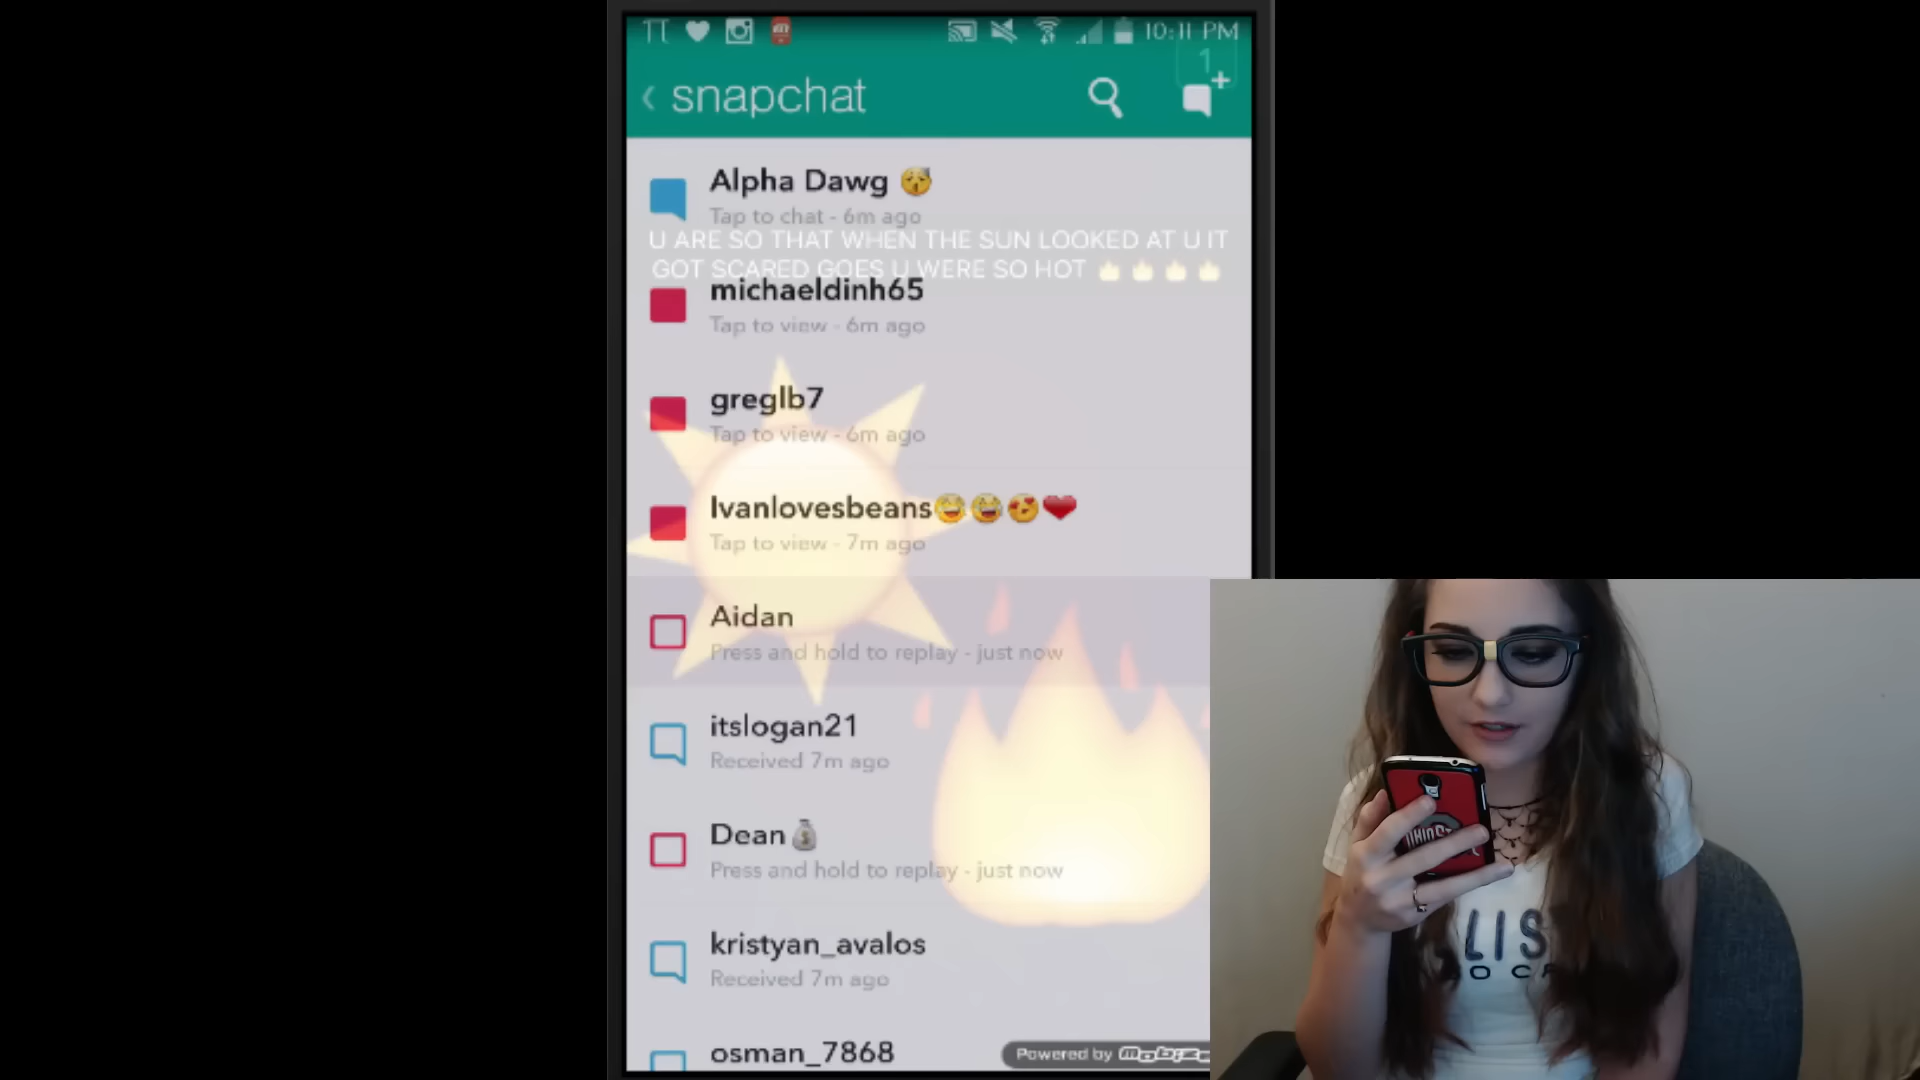 10:11 PM
1
snapchat
Alpha Dawg
Tap to chat - 6m ago
U ARE SO THAT WHEN THE SUN LOOKED AT U IT
GOT SCARED GOES U WERE SO HOT
michaeldinh65
Tap to view - 6m ago
greglb7
Tap to view - 6m ago
Ivanlovesbeans
Tap to view - 7m ago
Aidan
Press and hold to replay - just now
itslogan21
Received 7m ago
Dean
Press and hold to replay - just now
kristyan_avalos
Received 7m ago
osman_7868
Powered by
LIS